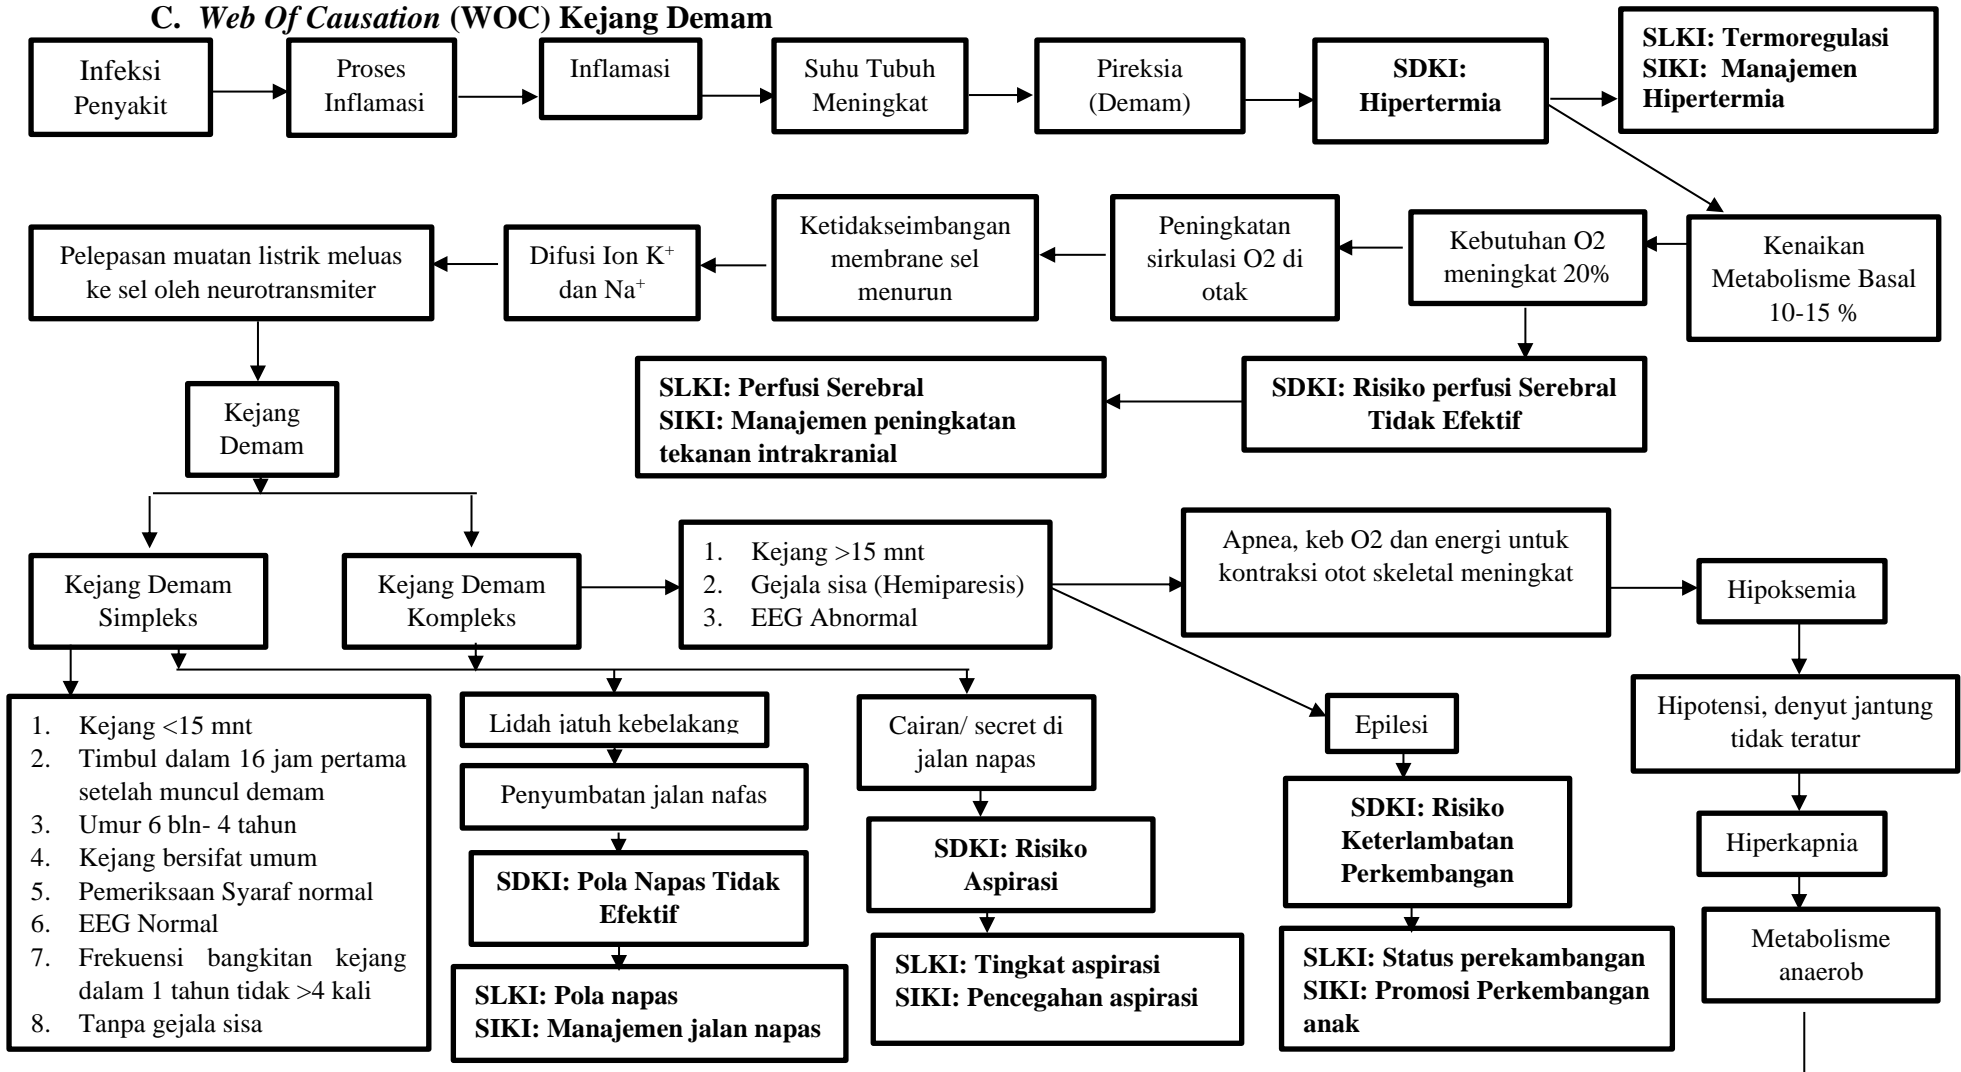 C. Web Of Causation (WOC) Kejang Demam
Infeksi
Penyakit
Proses
Inflamasi
Inflamasi
Suhu Tubuh
Meningkat
Pireksia
(Demam)
SDKI:
Hipertermia
SLKI: Termoregulasi
SIKI: Manajemen
Hipertermia
Pelepasan muatan listrik meluas
ke sel oleh neurotransmiter
Difusi Ion K⁺
dan Na⁺
Ketidakseimbangan
membrane sel
menurun
Peningkatan
sirkulasi O2 di
otak
Kebutuhan O2
meningkat 20%
Kenaikan
Metabolisme Basal
10-15 %
Kejang
Demam
SLKI: Perfusi Serebral
SIKI: Manajemen peningkatan
tekanan intrakranial
SDKI: Risiko perfusi Serebral
Tidak Efektif
Kejang Demam
Simpleks
Kejang Demam
Kompleks
1. Kejang >15 mnt
2. Gejala sisa (Hemiparesis)
3. EEG Abnormal
Apnea, keb O2 dan energi untuk
kontraksi otot skeletal meningkat
Hipoksemia
1. Kejang <15 mnt
2. Timbul dalam 16 jam pertama
setelah muncul demam
3. Umur 6 bln- 4 tahun
4. Kejang bersifat umum
5. Pemeriksaan Syaraf normal
6. EEG Normal
7. Frekuensi bangkitan kejang
dalam 1 tahun tidak >4 kali
8. Tanpa gejala sisa
Lidah jatuh kebelakang
Penyumbatan jalan nafas
SDKI: Pola Napas Tidak
Efektif
SLKI: Pola napas
SIKI: Manajemen jalan napas
Cairan/ secret di
jalan napas
SDKI: Risiko
Aspirasi
SLKI: Tingkat aspirasi
SIKI: Pencegahan aspirasi
Epilesi
SDKI: Risiko
Keterlambatan
Perkembangan
SLKI: Status perekambangan
SIKI: Promosi Perkembangan
anak
Hipotensi, denyut jantung
tidak teratur
Hiperkapnia
Metabolisme
anaerob